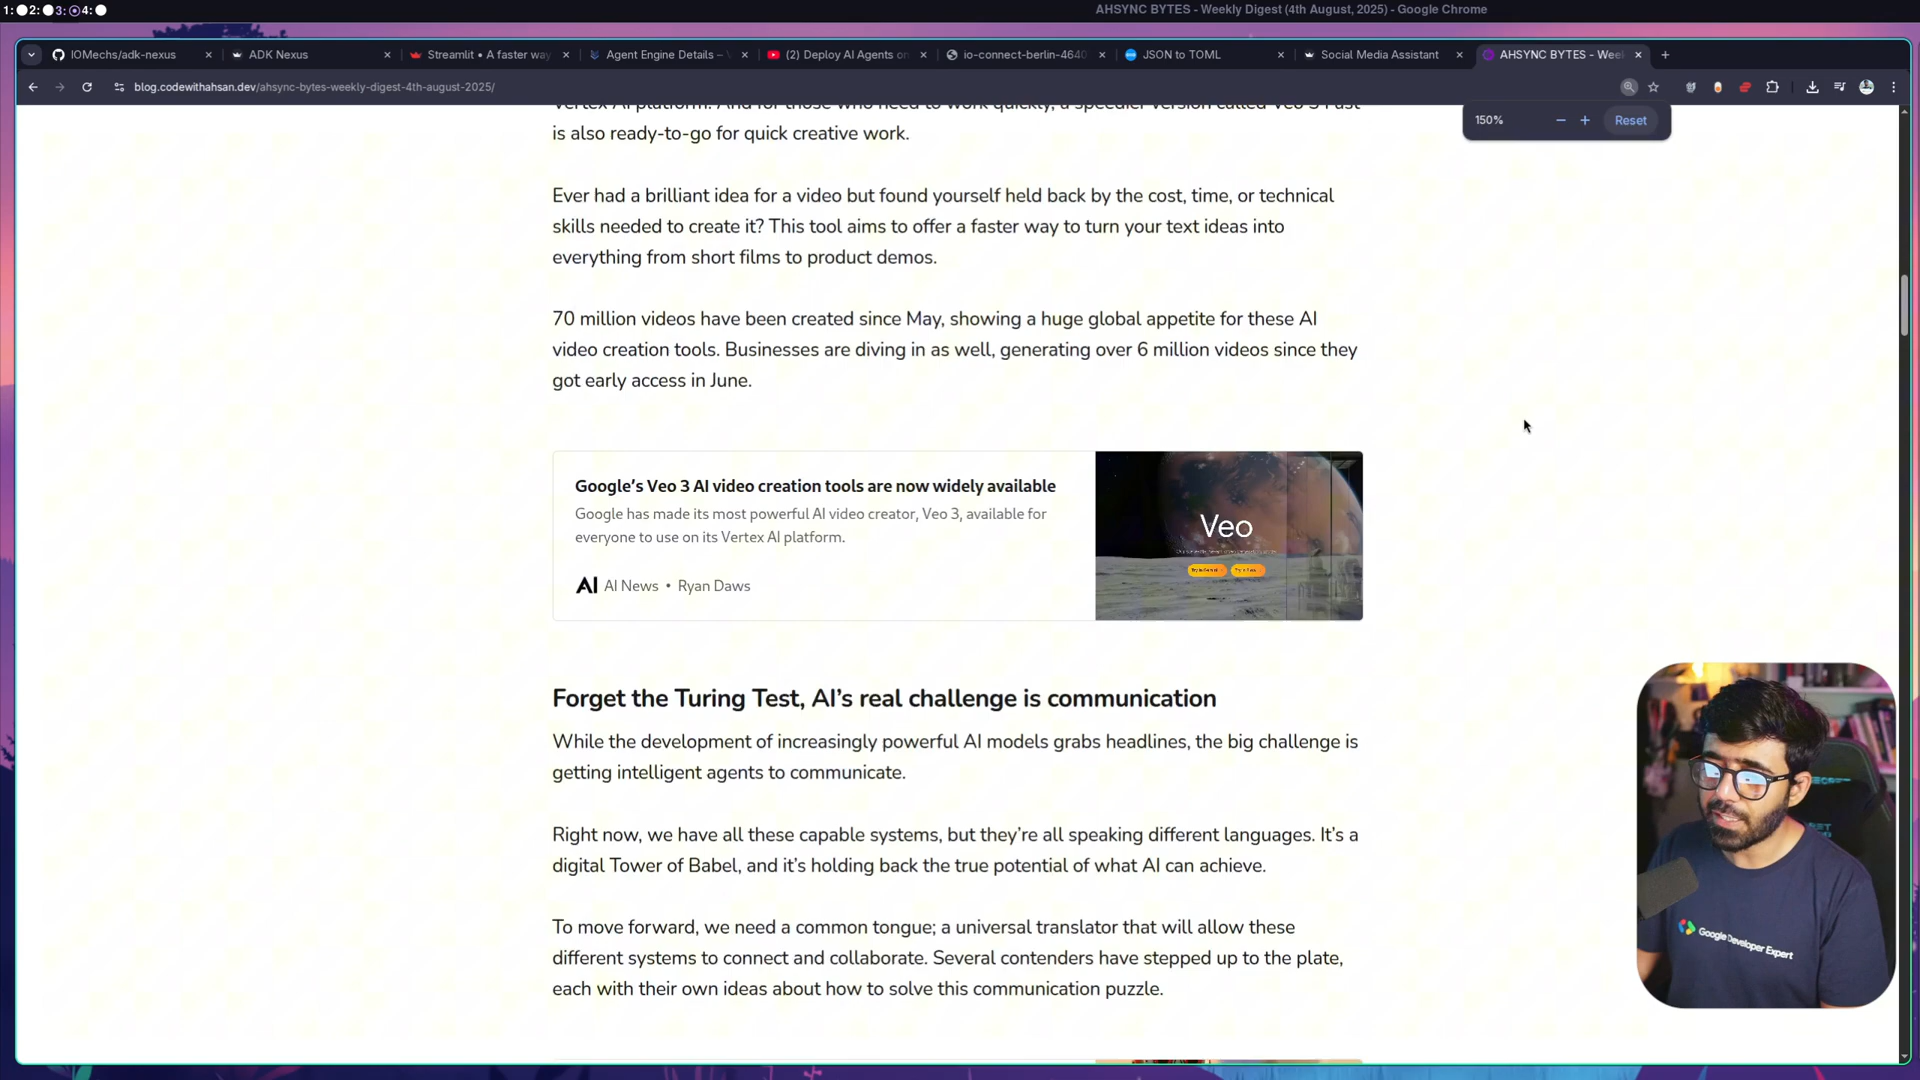 1: 2: 3: 4:
AHSYNC BYTES - Weekly Digest (4th August, 2025) - Google Chrome
IOMechs/adk-nexus
ADK Nexus
Streamlit • A faster way
Agent Engine Details –
(2) Deploy AI Agents on
io-connect-berlin-4640
JSON to TOML
Social Media Assistant
AHSYNC BYTES - Wee
blog.codewithahsan.dev/ahsync-bytes-weekly-digest-4th-august-2025/
150%
Reset
Vertex AI platform. And for those who need to work quickly, a speedier version called Veo 3 Fast
is also ready-to-go for quick creative work.
Ever had a brilliant idea for a video but found yourself held back by the cost, time, or technical
skills needed to create it? This tool aims to offer a faster way to turn your text ideas into
everything from short films to product demos.
70 million videos have been created since May, showing a huge global appetite for these AI
video creation tools. Businesses are diving in as well, generating over 6 million videos since they
got early access in June.
Google’s Veo 3 AI video creation tools are now widely available
Google has made its most powerful AI video creator, Veo 3, available for
everyone to use on its Vertex AI platform.
AI AI News • Ryan Daws
Veo
Forget the Turing Test, AI’s real challenge is communication
While the development of increasingly powerful AI models grabs headlines, the big challenge is
getting intelligent agents to communicate.
Right now, we have all these capable systems, but they’re all speaking different languages. It’s a
digital Tower of Babel, and it’s holding back the true potential of what AI can achieve.
To move forward, we need a common tongue; a universal translator that will allow these
different systems to connect and collaborate. Several contenders have stepped up to the plate,
each with their own ideas about how to solve this communication puzzle.
Google Developer Expert